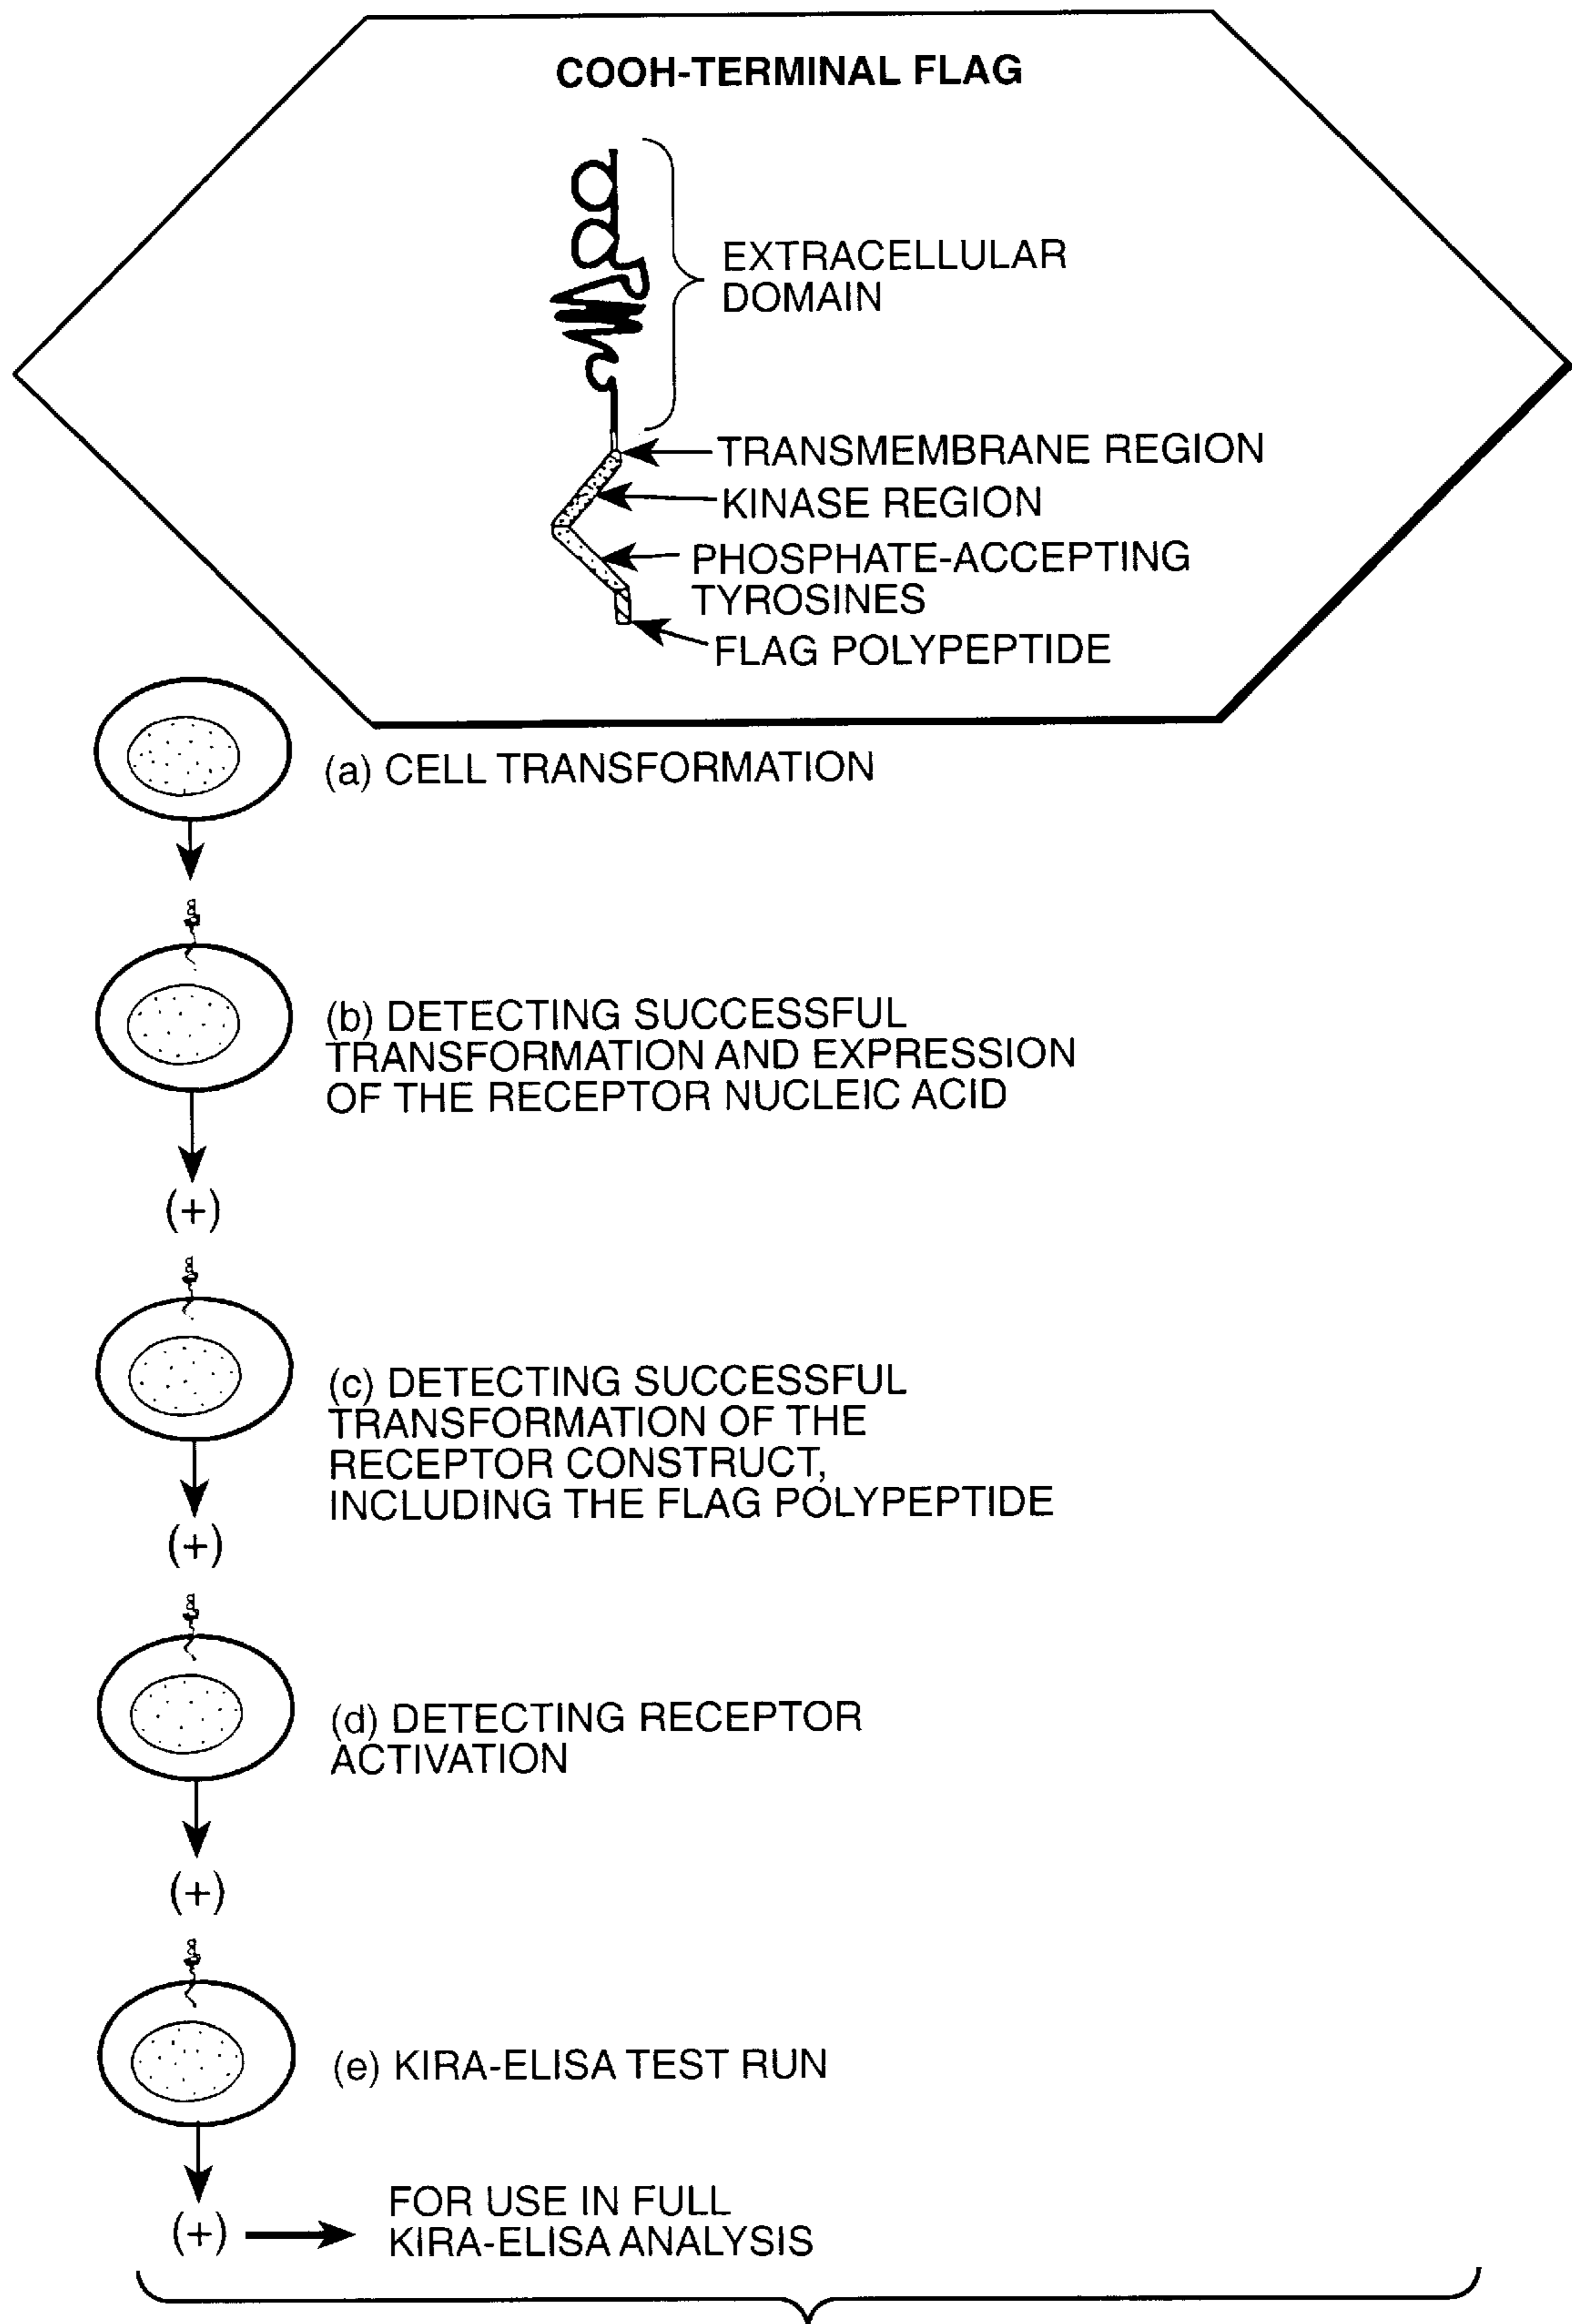 COOH-TERMINAL FLAG
EXTRACELLULAR
DOMAIN
TRANSMEMBRANE REGION
KINASE REGION
PHOSPHATE-ACCEPTING
TYROSINES
FLAG POLYPEPTIDE
(a) CELL TRANSFORMATION
(b) DETECTING SUCCESSFUL
TRANSFORMATION AND EXPRESSION
OF THE RECEPTOR NUCLEIC ACID
(+)
(c) DETECTING SUCCESSFUL
TRANSFORMATION OF THE
RECEPTOR CONSTRUCT,
INCLUDING THE FLAG POLYPEPTIDE
(+)
(d) DETECTING RECEPTOR
ACTIVATION
(+)
(e) KIRA-ELISA TEST RUN
(+)
FOR USE IN FULL
KIRA-ELISA ANALYSIS